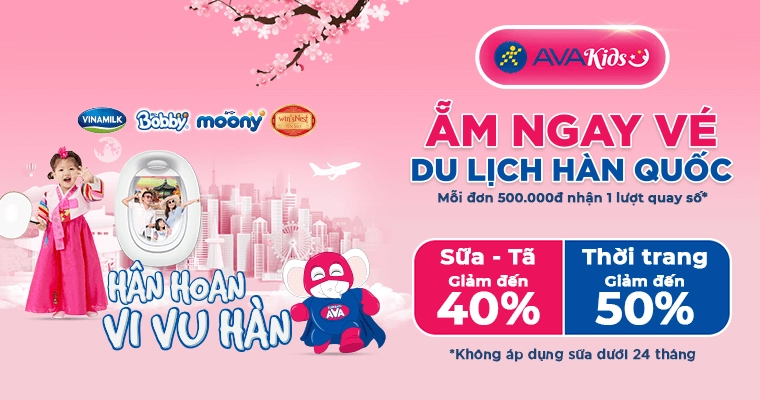 AVAKids
VINAMILK
Bobby
moony
Win'sNest
ẴM NGAY VÉ
DU LỊCH HÀN QUỐC
Mỗi đơn 500.000đ nhận 1 lượt quay số*
HÂN HOAN
VI VU HÀN
AVA
Sữa - Tã
Giảm đến
40%
Thời trang
Giảm đến
50%
*Không áp dụng sữa dưới 24 tháng